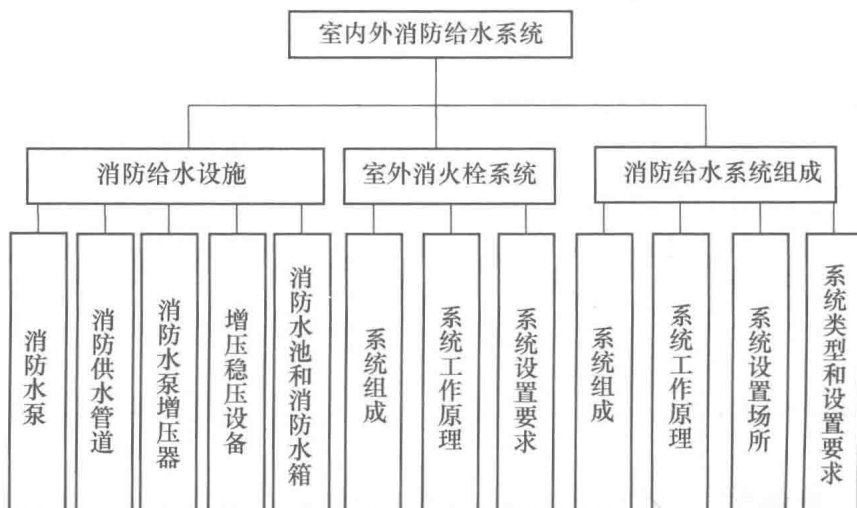 室内外消防给水系统
消防给水设施
室外消火栓系统
消防给水系统组成
消防水泵
消防供水管道
消防水泵增压器
增压稳压设备
消防水池和消防水箱
系统组成
系统工作原理
系统设置要求
系统组成
系统工作原理
系统设置场所
系统类型和设置要求